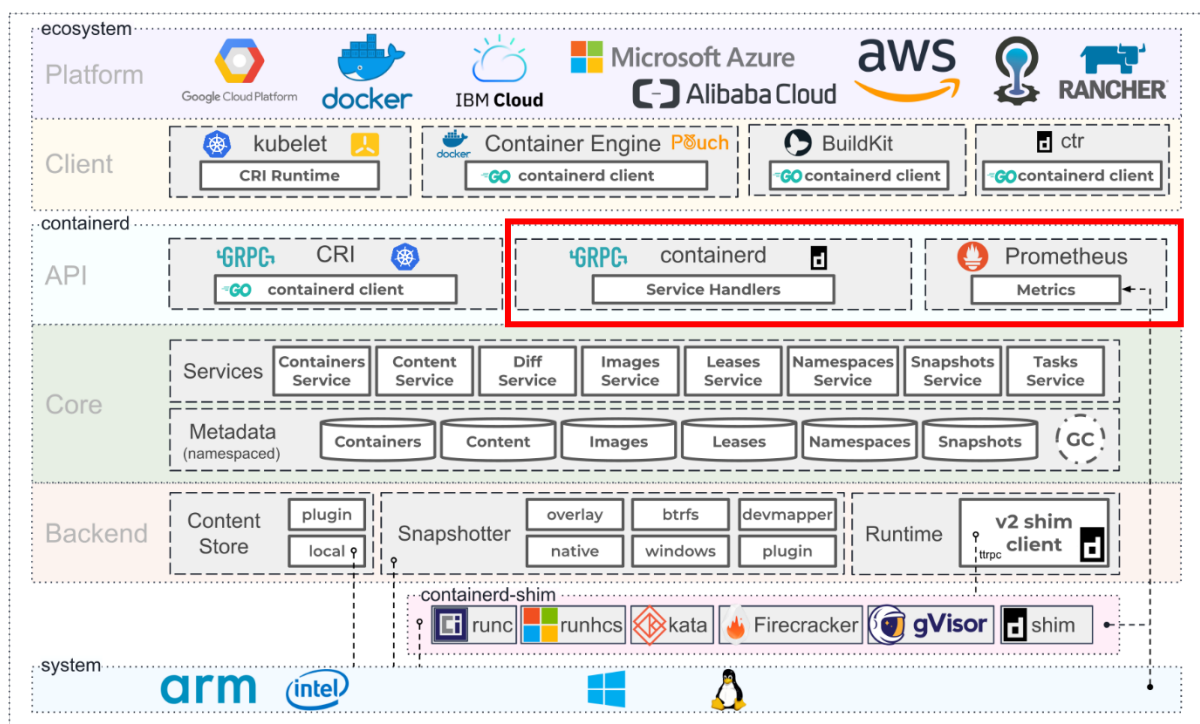 ecosystem
Platform
Google Cloud Platform
docker
IBM Cloud
Microsoft Azure
Alibaba Cloud
aws
RANCHER
Client
kubelet
CRI Runtime
docker
Container Engine
Pouch
GO containerd client
BuildKit
GO containerd client
ctr
GO containerd client
containerd
API
GRPC
CRI
GO containerd client
GRPC
containerd
Service Handlers
Prometheus
Metrics
Core
Services
Containers
Service
Content
Service
Diff
Service
Images
Service
Leases
Service
Namespaces
Service
Snapshots
Service
Tasks
Service
Metadata
(namespaced)
Containers
Content
Images
Leases
Namespaces
Snapshots
GC
Backend
Content
Store
plugin
local
Snapshotter
overlay
btrfs
devmapper
native
windows
plugin
Runtime
v2 shim
client
ttrpc
containerd-shim
runc
runhcs
kata
Firecracker
gVisor
shim
system
arm
intel